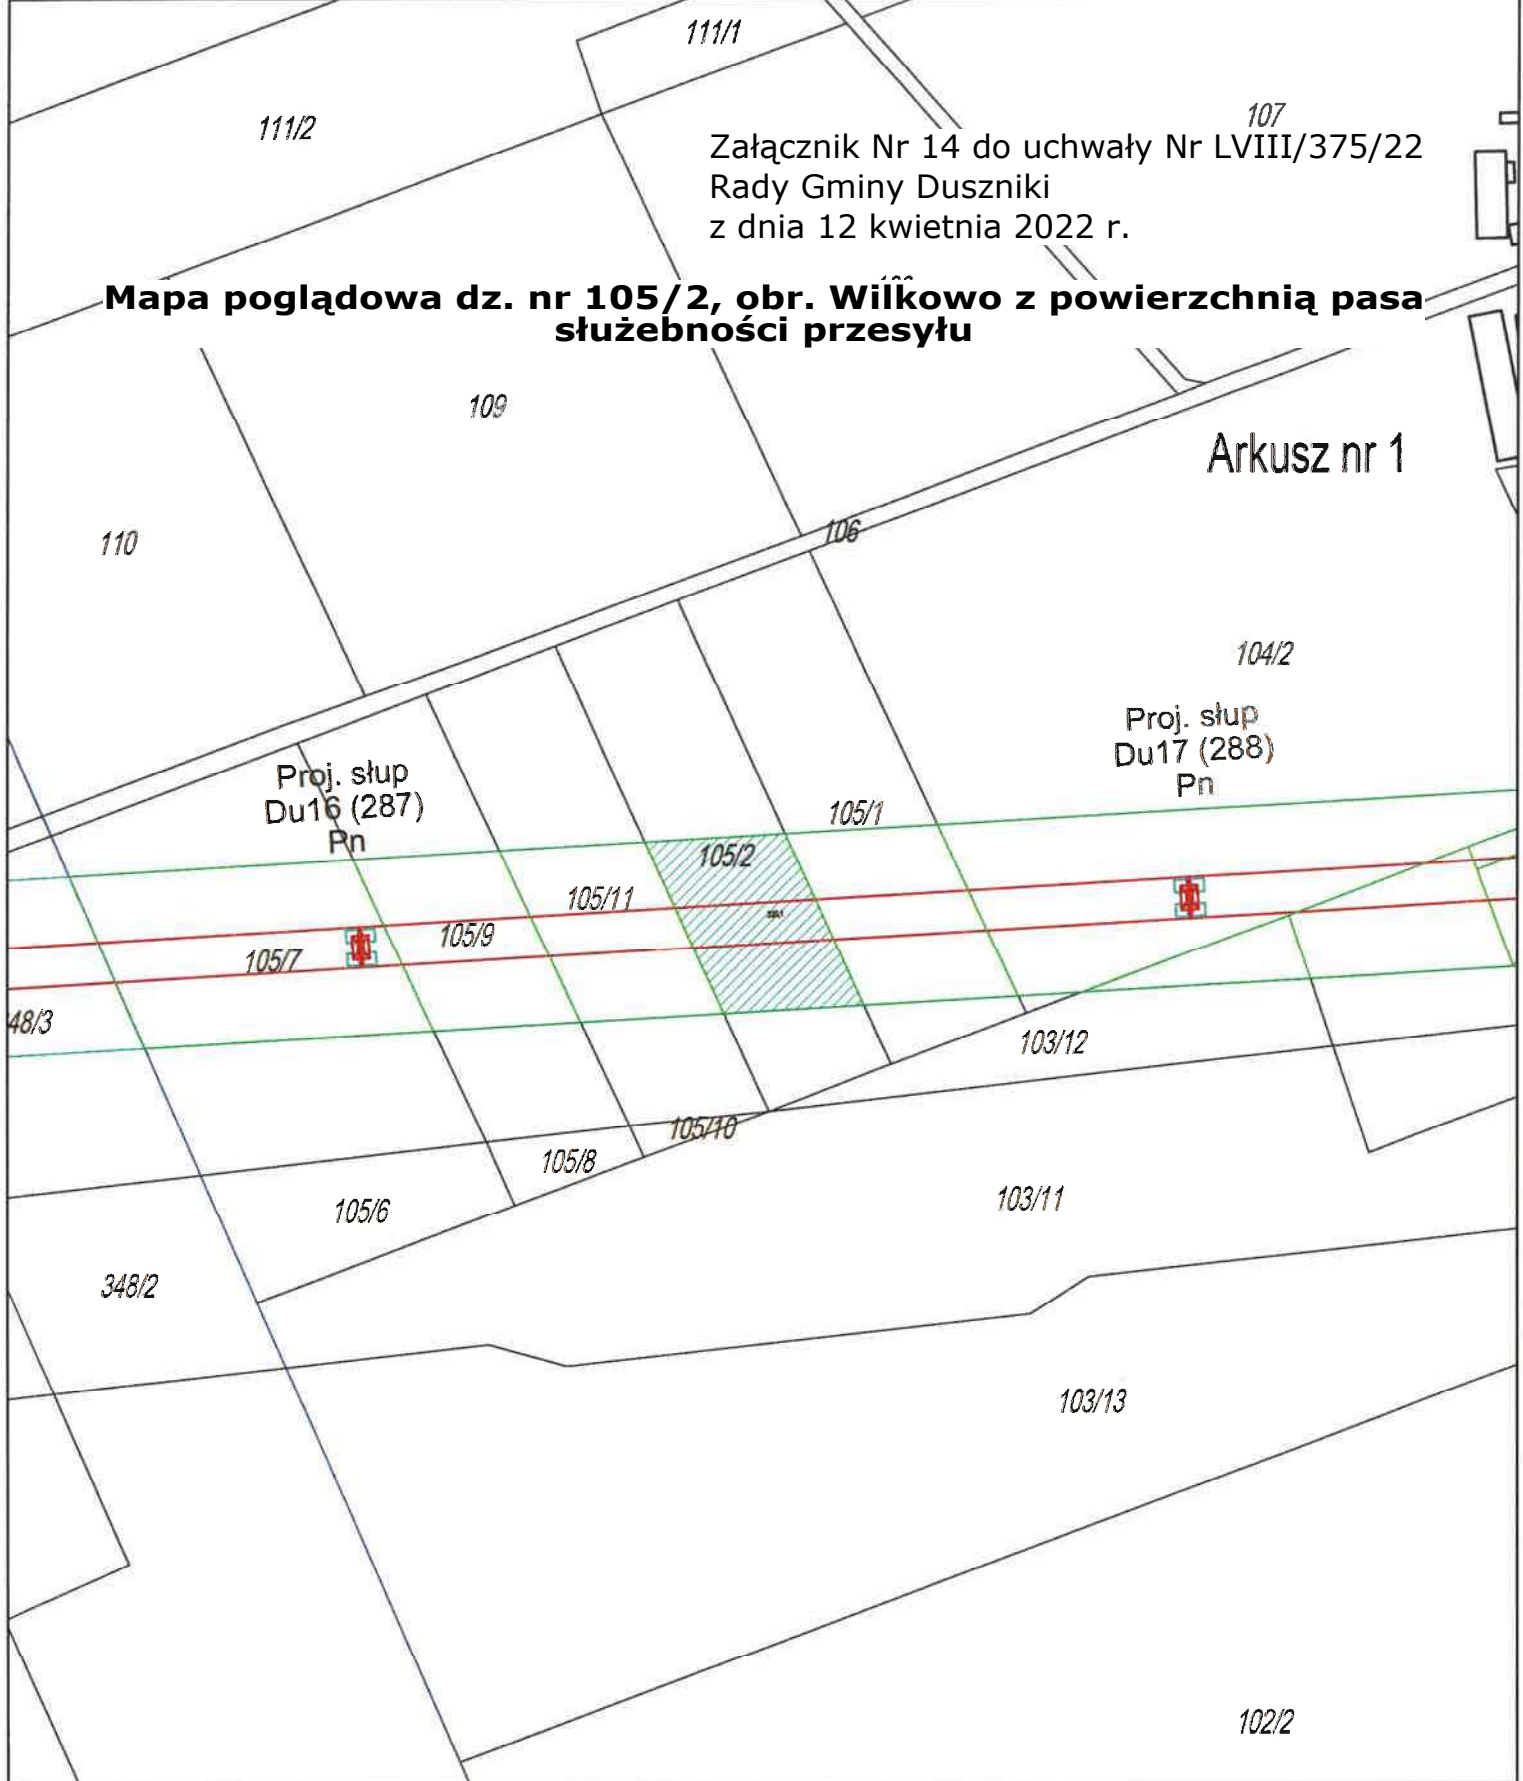 111/1
111/2
107
Załącznik Nr 14 do uchwały Nr LVIII/375/22
Rady Gminy Duszniki
z dnia 12 kwietnia 2022 r.
Mapa poglądowa dz. nr 105/2, obr. Wilkowo z powierzchnią pasa
służebności przesyłu
109
Arkusz nr 1
110
106
104/2
Proj. słup
Du17 (288)
Pn
Proj. słup
Du16 (287)
Pn
105/1
105/2
105/11
105/9
105/7
48/3
103/12
105/10
105/8
105/6
103/11
348/2
103/13
102/2